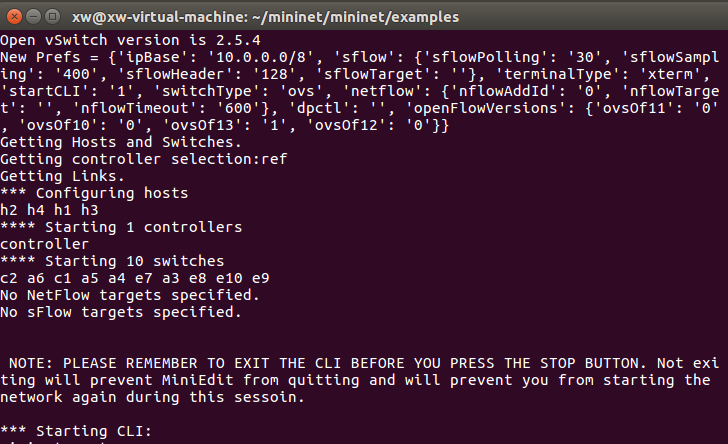 xw@xw-virtual-machine: ~/mininet/mininet/examples
Open vSwitch version is 2.5.4
New Prefs = {'ipBase': '10.0.0.0/8', 'sflow': {'sflowPolling': '30', 'sflowSampl
ing': '400', 'sflowHeader': '128', 'sflowTarget': ''}, 'terminalType': 'xterm',
'startCLI': '1', 'switchType': 'ovs', 'netflow': {'nflowAddId': '0', 'nflowTarge
t': '', 'nflowTimeout': '600'}, 'dpctl': '', 'openFlowVersions': {'ovsOf11': '0'
, 'ovsOf10': '0', 'ovsOf13': '1', 'ovsOf12': '0'}}
Getting Hosts and Switches.
Getting controller selection:ref
Getting Links.
*** Configuring hosts
h2 h4 h1 h3
**** Starting 1 controllers
controller
**** Starting 10 switches
c2 a6 c1 a5 a4 e7 a3 e8 e10 e9
No NetFlow targets specified.
No sFlow targets specified.
NOTE: PLEASE REMEMBER TO EXIT THE CLI BEFORE YOU PRESS THE STOP BUTTON. Not exi
ting will prevent MiniEdit from quitting and will prevent you from starting the
network again during this sessoin.
*** Starting CLI: